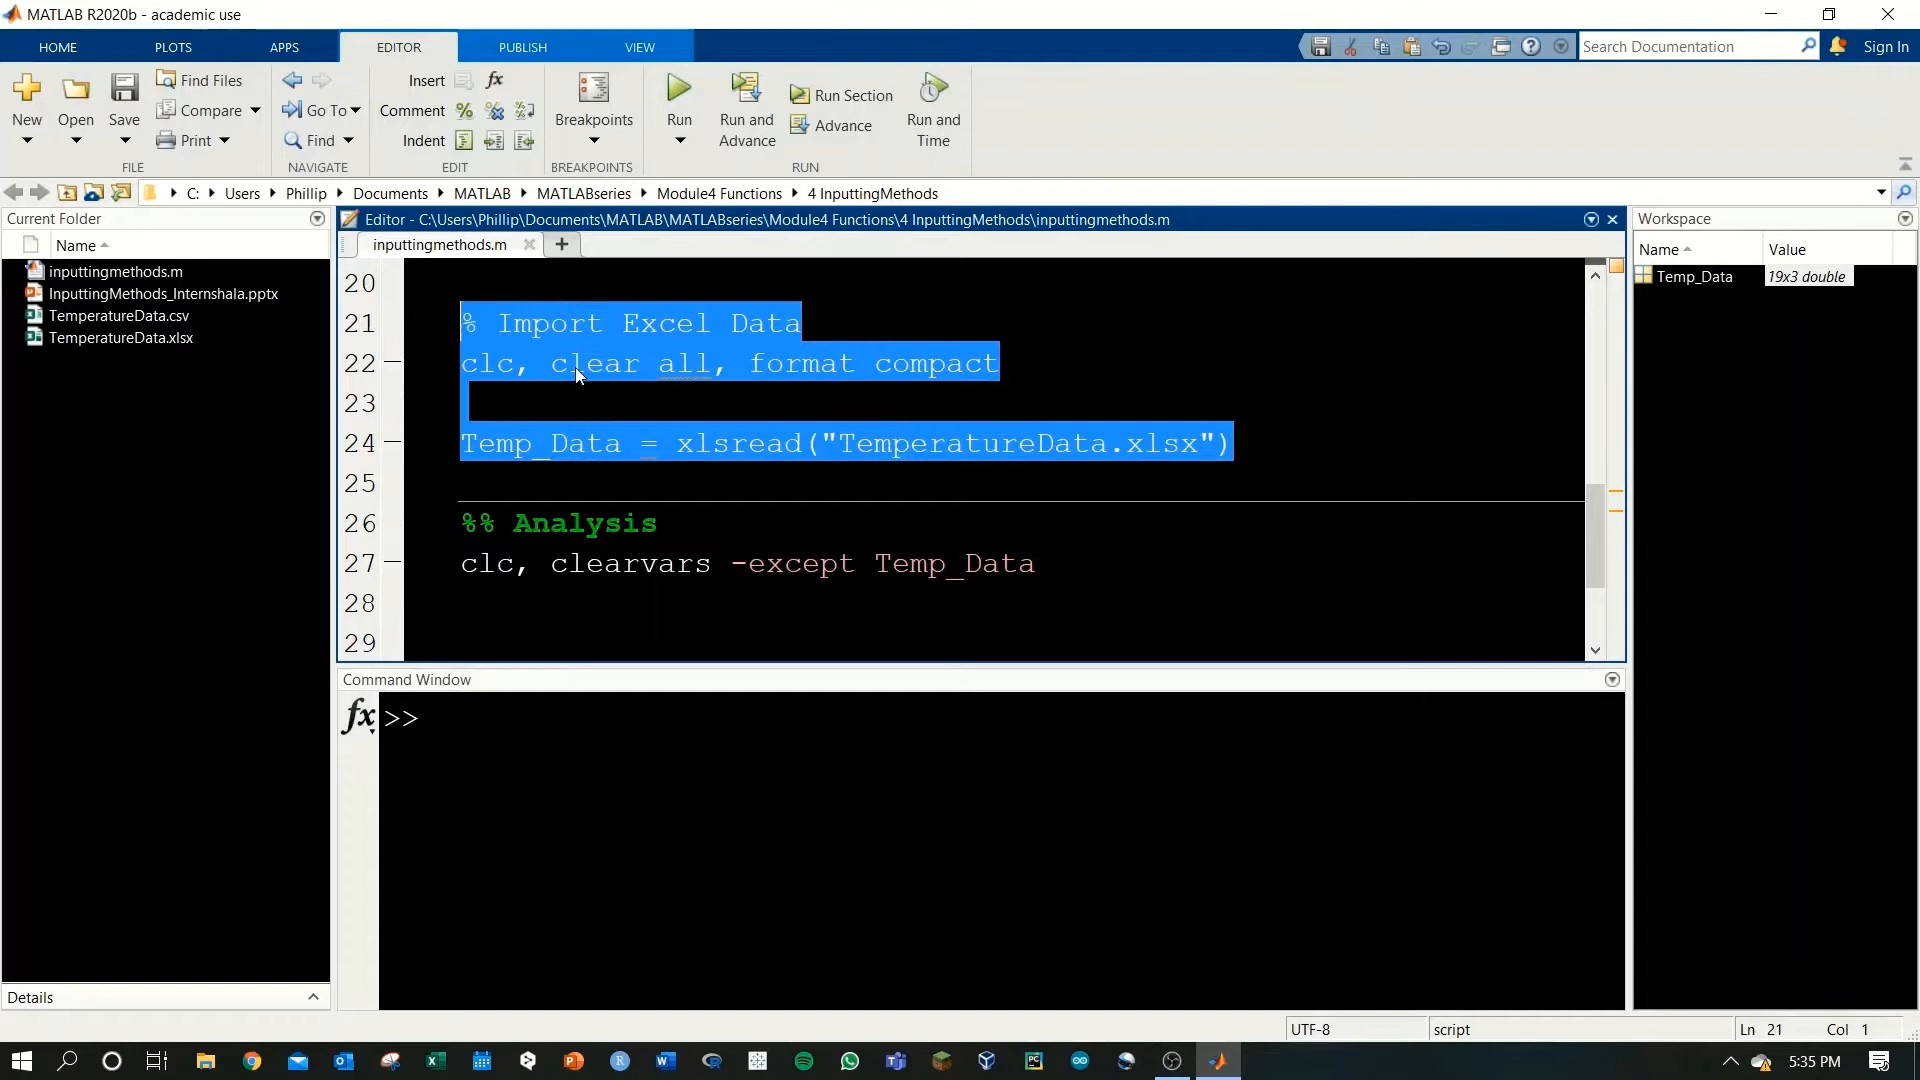 MATLAB R2020b - academic use
HOME PLOTS APPS EDITOR PUBLISH VIEW Search Documentation Sign In
New Open Save Find Files Compare Print FILE
Go To Find NAVIGATE
Insert fx Comment Indent EDIT
Breakpoints BREAKPOINTS
Run Run and Advance Run Section Advance Run and Time RUN
C: Users Phillip Documents MATLAB MATLABseries Module4 Functions 4 InputtingMethods
Current Folder
Name
inputtingmethods.m
InputtingMethods_Internshala.pptx
TemperatureData.csv
TemperatureData.xlsx
Details
Editor - C:\Users\Phillip\Documents\MATLAB\MATLABseries\Module4 Functions\4 InputtingMethods\inputtingmethods.m
inputtingmethods.m
20
21 % Import Excel Data
22 clc, clear all, format compact
23
24 Temp_Data = xlsread("TemperatureData.xlsx")
25
26 %% Analysis
27 clc, clearvars -except Temp_Data
28
29
Command Window
fx >>
Workspace
Name Value
Temp_Data 19x3 double
UTF-8 script Ln 21 Col 1
5:35 PM